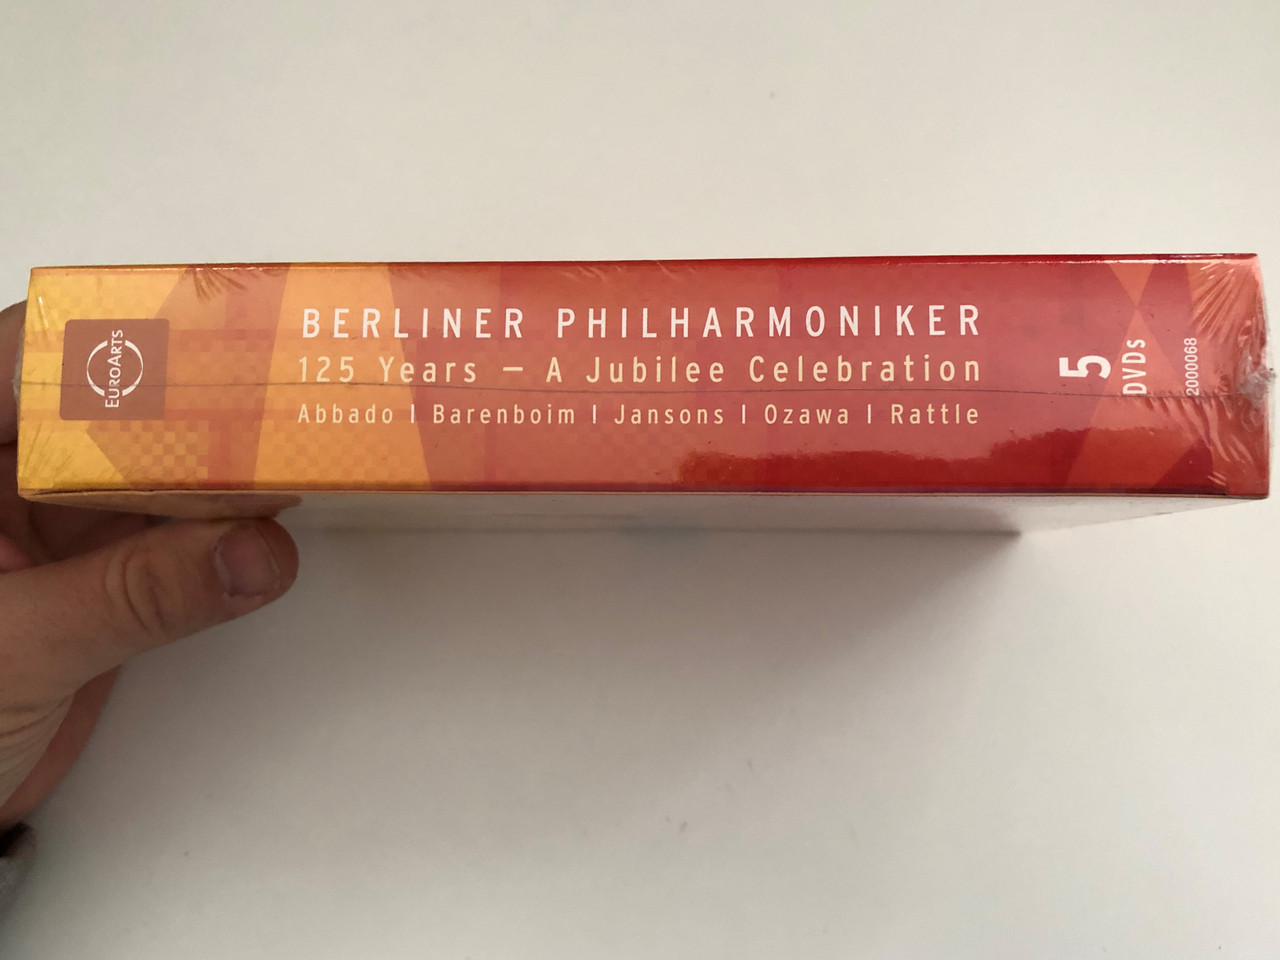 EUROARTS
BERLINER PHILHARMONIKER
125 Years – A Jubilee Celebration
Abbado | Barenboim | Jansons | Ozawa | Rattle
5
DVDs
2000068